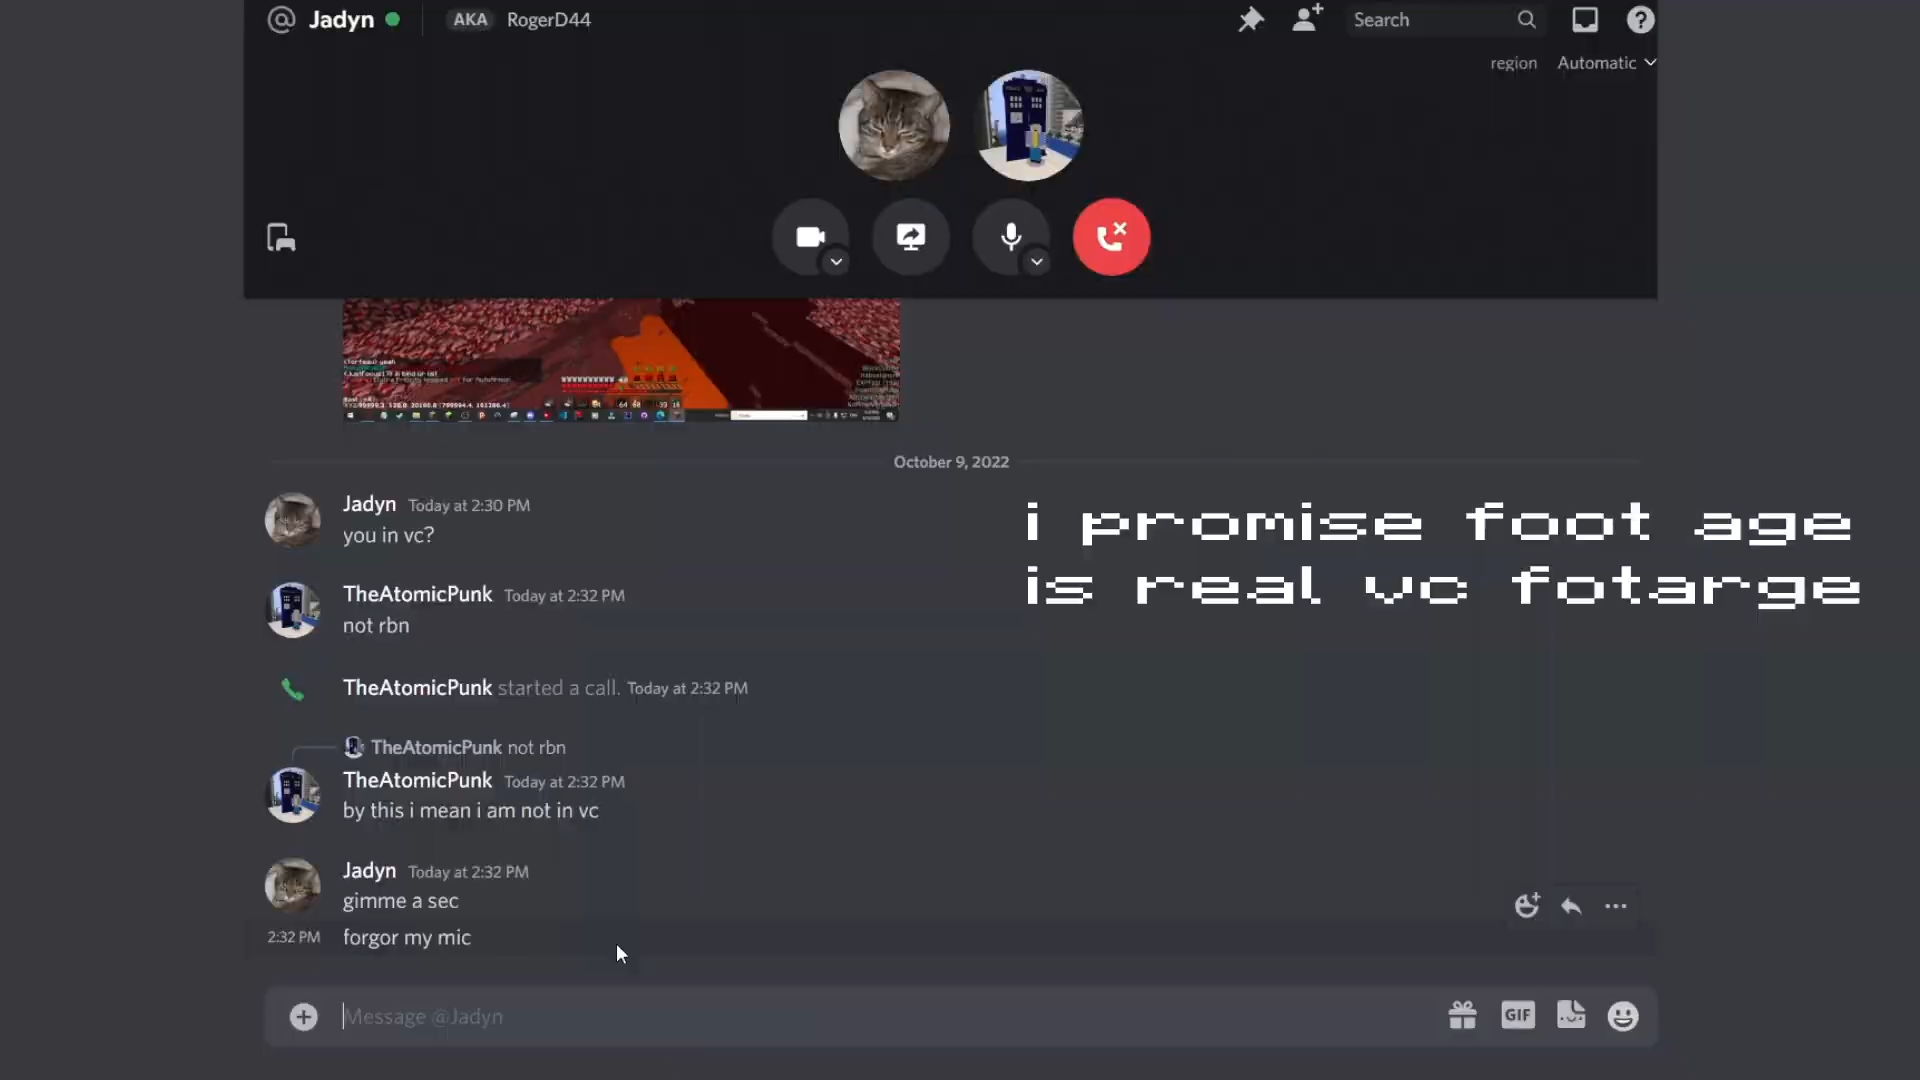 Jadyn AKA RogerD44 Search
region Automatic
October 9, 2022
Jadyn Today at 2:30 PM
you in vc?
i promise foot age
is real vc fotarge
TheAtomicPunk Today at 2:32 PM
not rbn
TheAtomicPunk started a call. Today at 2:32 PM
TheAtomicPunk not rbn
TheAtomicPunk Today at 2:32 PM
by this i mean i am not in vc
Jadyn Today at 2:32 PM
gimme a sec
2:32 PM forgor my mic
Message @Jadyn GIF